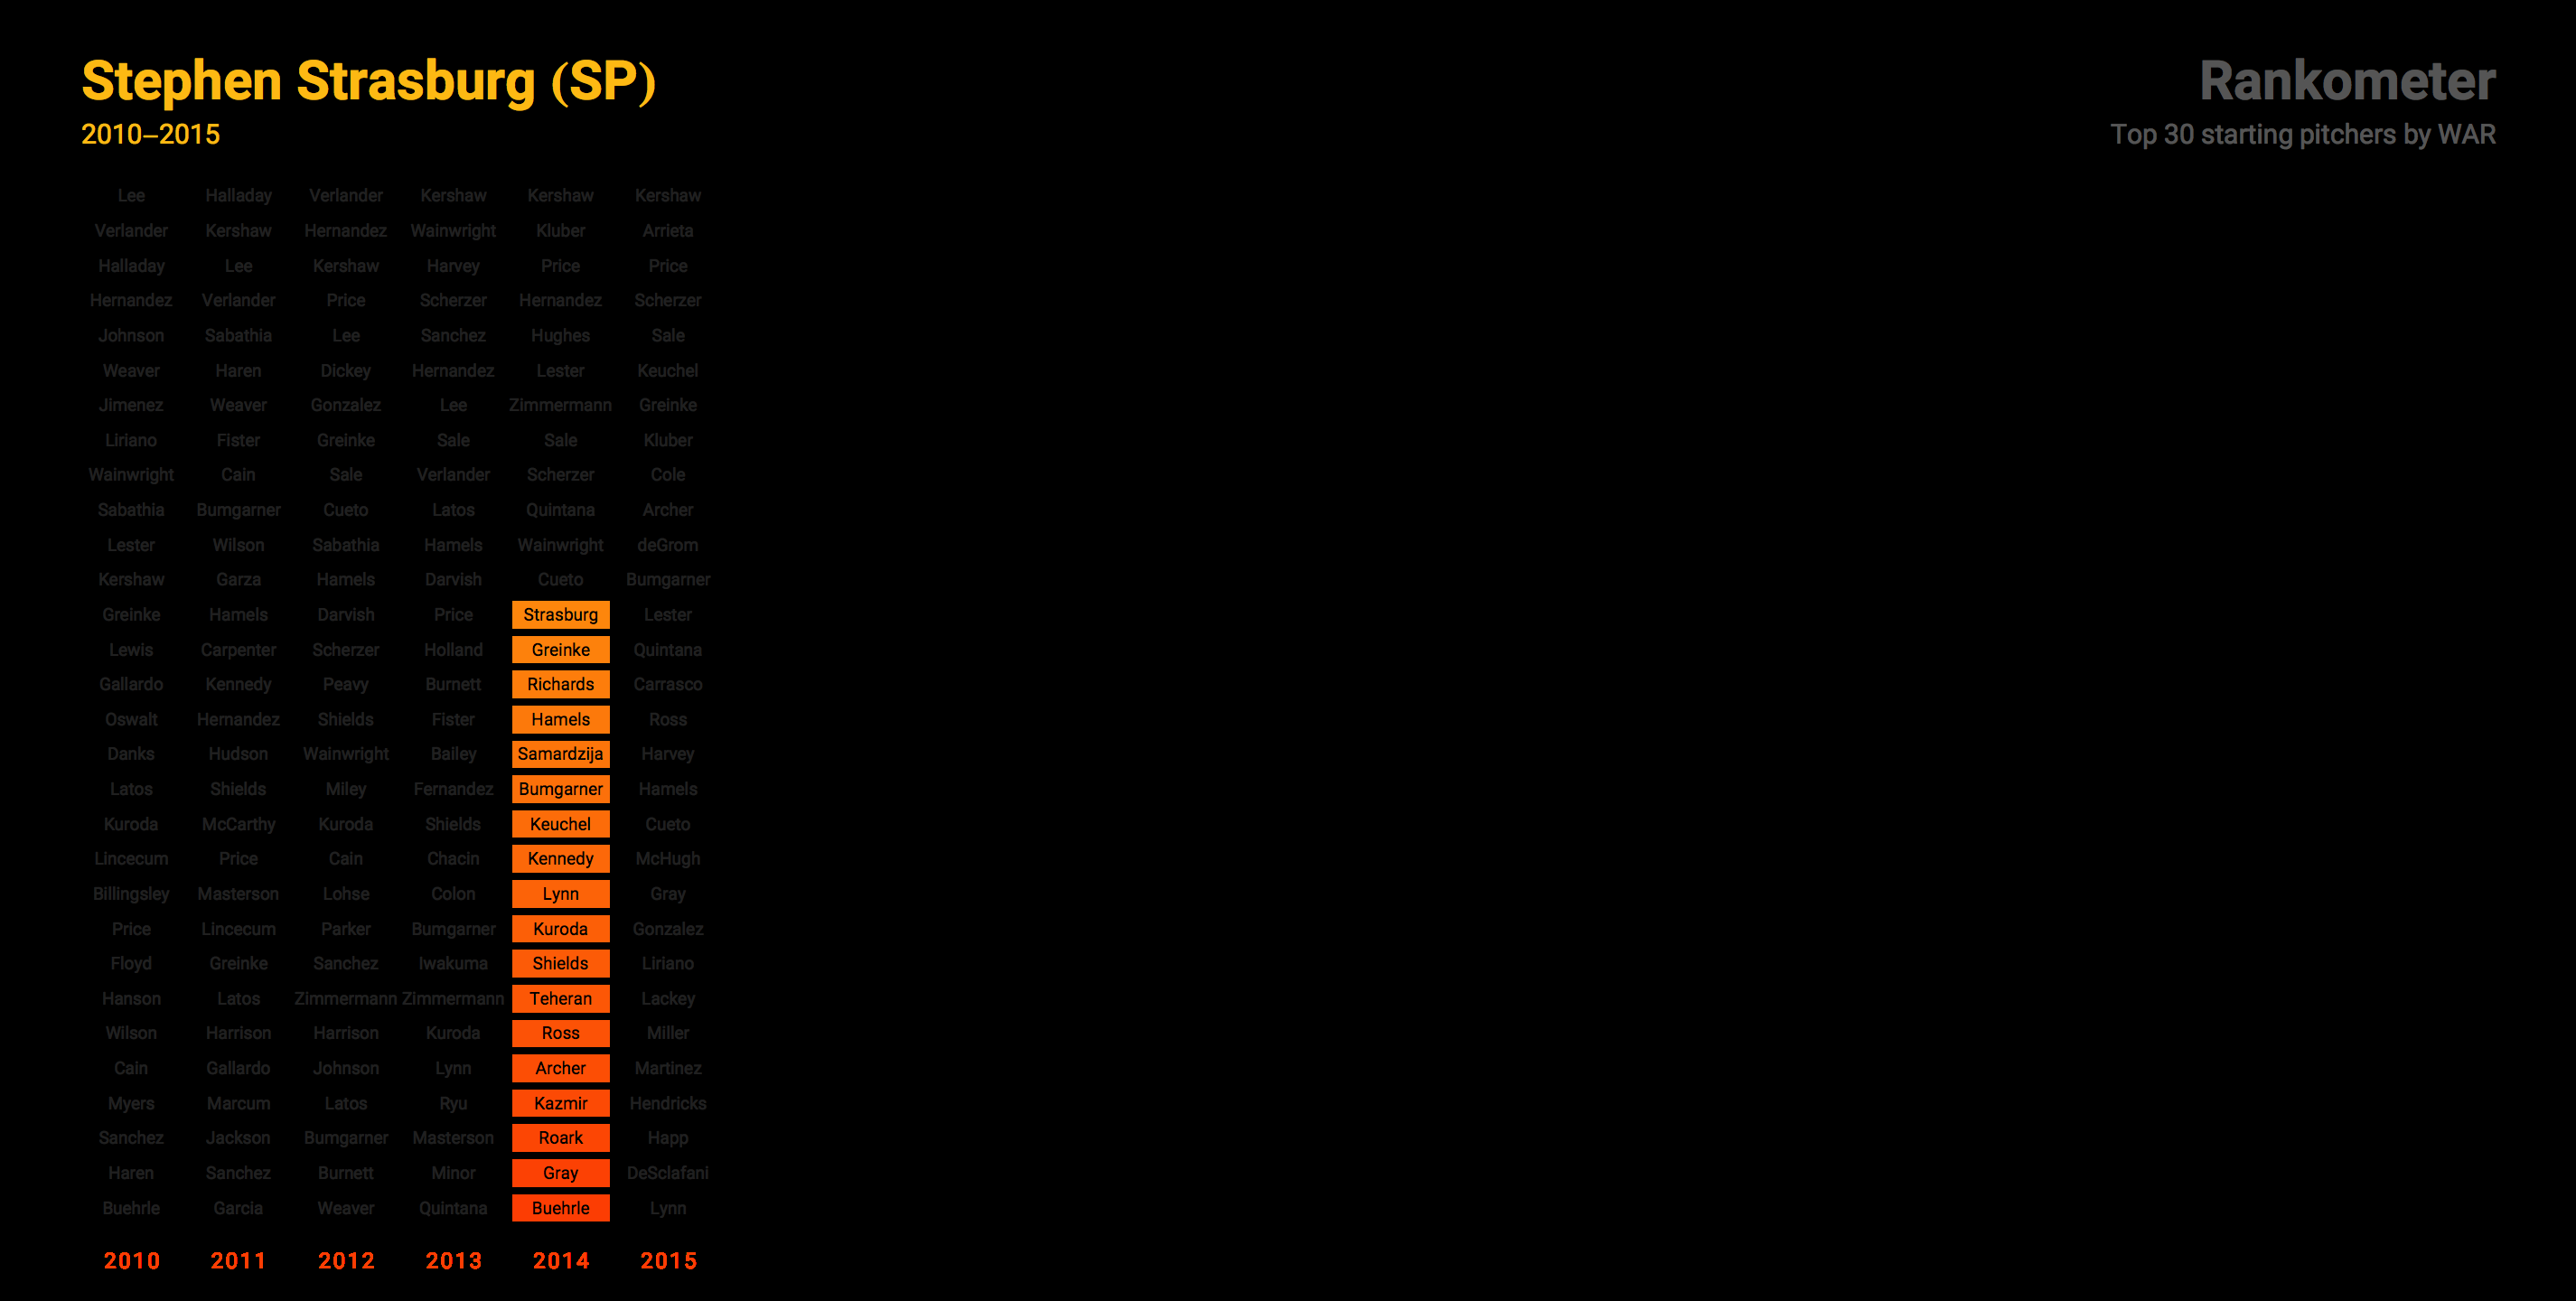 Stephen Strasburg (SP)
2010–2015
Rankometer
Top 30 starting pitchers by WAR
Lee Halladay Verlander Kershaw Kershaw Kershaw
Verlander Kershaw Hernandez Wainwright Kluber Arrieta
Halladay Lee Kershaw Harvey Price Price
Hernandez Verlander Price Scherzer Hernandez Scherzer
Johnson Sabathia Lee Sanchez Hughes Sale
Weaver Haren Dickey Hernandez Lester Keuchel
Jimenez Weaver Gonzalez Lee Zimmermann Greinke
Liriano Fister Greinke Sale Sale Kluber
Wainwright Cain Sale Verlander Scherzer Cole
Sabathia Bumgarner Cueto Latos Quintana Archer
Lester Wilson Sabathia Hamels Wainwright deGrom
Kershaw Garza Hamels Darvish Cueto Bumgarner
Greinke Hamels Darvish Price Strasburg Lester
Lewis Carpenter Scherzer Holland Greinke Quintana
Gallardo Kennedy Peavy Burnett Richards Carrasco
Oswalt Hernandez Shields Fister Hamels Ross
Danks Hudson Wainwright Bailey Samardzija Harvey
Latos Shields Miley Fernandez Bumgarner Hamels
Kuroda McCarthy Kuroda Shields Keuchel Cueto
Lincecum Price Cain Chacin Kennedy McHugh
Billingsley Masterson Lohse Colon Lynn Gray
Price Lincecum Parker Bumgarner Kuroda Gonzalez
Floyd Greinke Sanchez Iwakuma Shields Liriano
Hanson Latos Zimmermann Zimmermann Teheran Lackey
Wilson Harrison Harrison Kuroda Ross Miller
Cain Gallardo Johnson Lynn Archer Martinez
Myers Marcum Latos Ryu Kazmir Hendricks
Sanchez Jackson Bumgarner Masterson Roark Happ
Haren Sanchez Burnett Minor Gray DeSclafani
Buehrle Garcia Weaver Quintana Buehrle Lynn
2010 2011 2012 2013 2014 2015